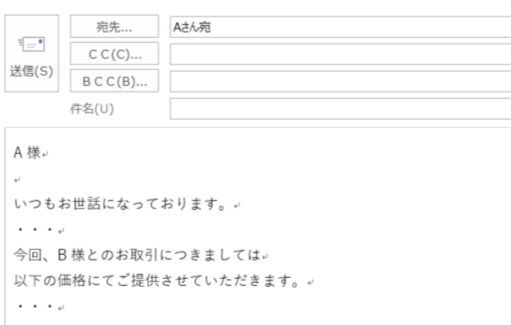 宛先...
Aさん宛
送信(S)
ＣＣ(C)...
ＢＣＣ(B)...
件名(U)
A 様↵
↵
いつもお世話になっております。↵
・・・↵
今回、B 様とのお取引につきましては↵
以下の価格にてご提供させていただきます。↵
・・・↵